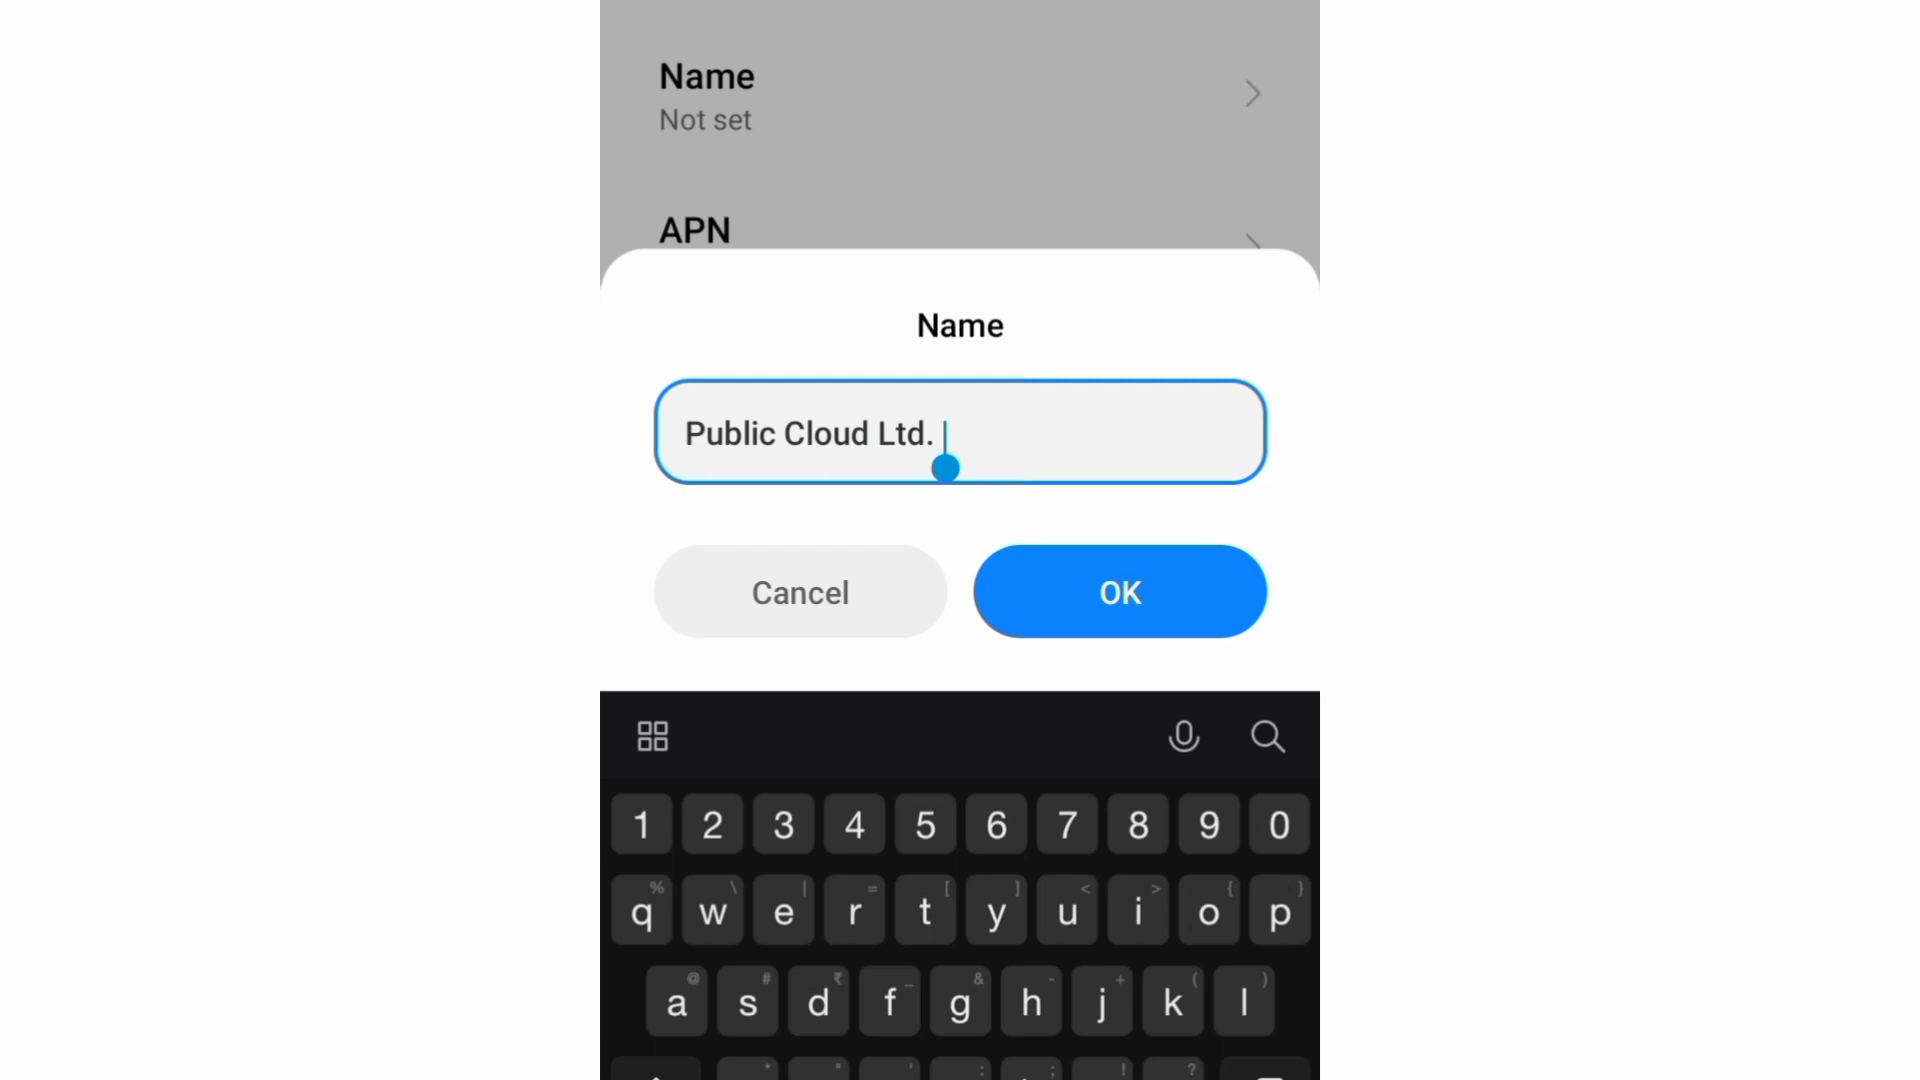 Name
Not set
APN
Name
Public Cloud Ltd.
Cancel
OK
1 2 3 4 5 6 7 8 9 0
% \ | = [ ] < > { }
q w e r t y u i o p
@ # ₹ _ & - + ( )
a s d f g h j k l
* " ' : ; ! ?